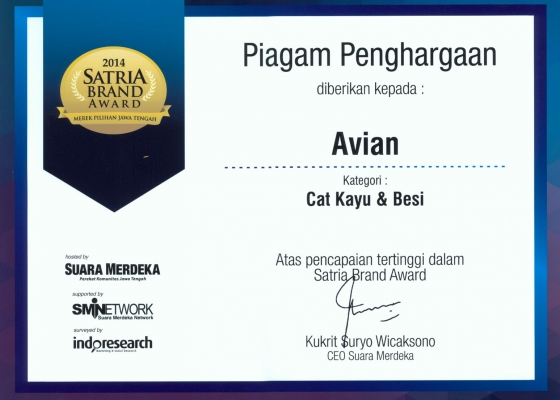 2014
SATRIA
BRAND
AWARD
MEREK PILIHAN JAWA TENGAH
Piagam Penghargaan
diberikan kepada :
Avian
Kategori :
Cat Kayu & Besi
Atas pencapaian tertinggi dalam
Satria Brand Award
Kukrit Suryo Wicaksono
CEO Suara Merdeka
hosted by
SUARA MERDEKA
Perekat Komunitas Jawa Tengah
supported by
SMNETWORK
Suara Merdeka Network
surveyed by
indoresearch
Marketing & Social Research